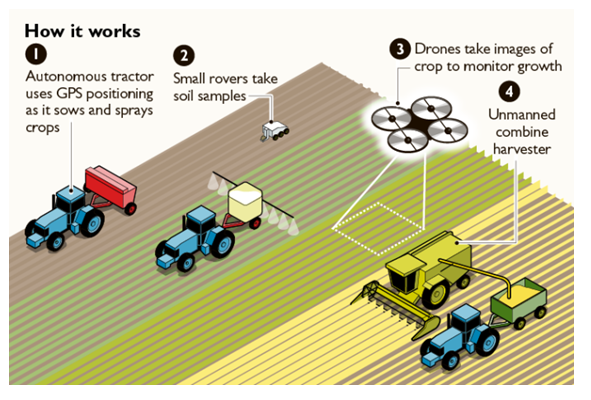 How it works
1
Autonomous tractor
uses GPS positioning
as it sows and sprays
crops
2
Small rovers take
soil samples
3 Drones take images of
crop to monitor growth
4
Unmanned
combine
harvester